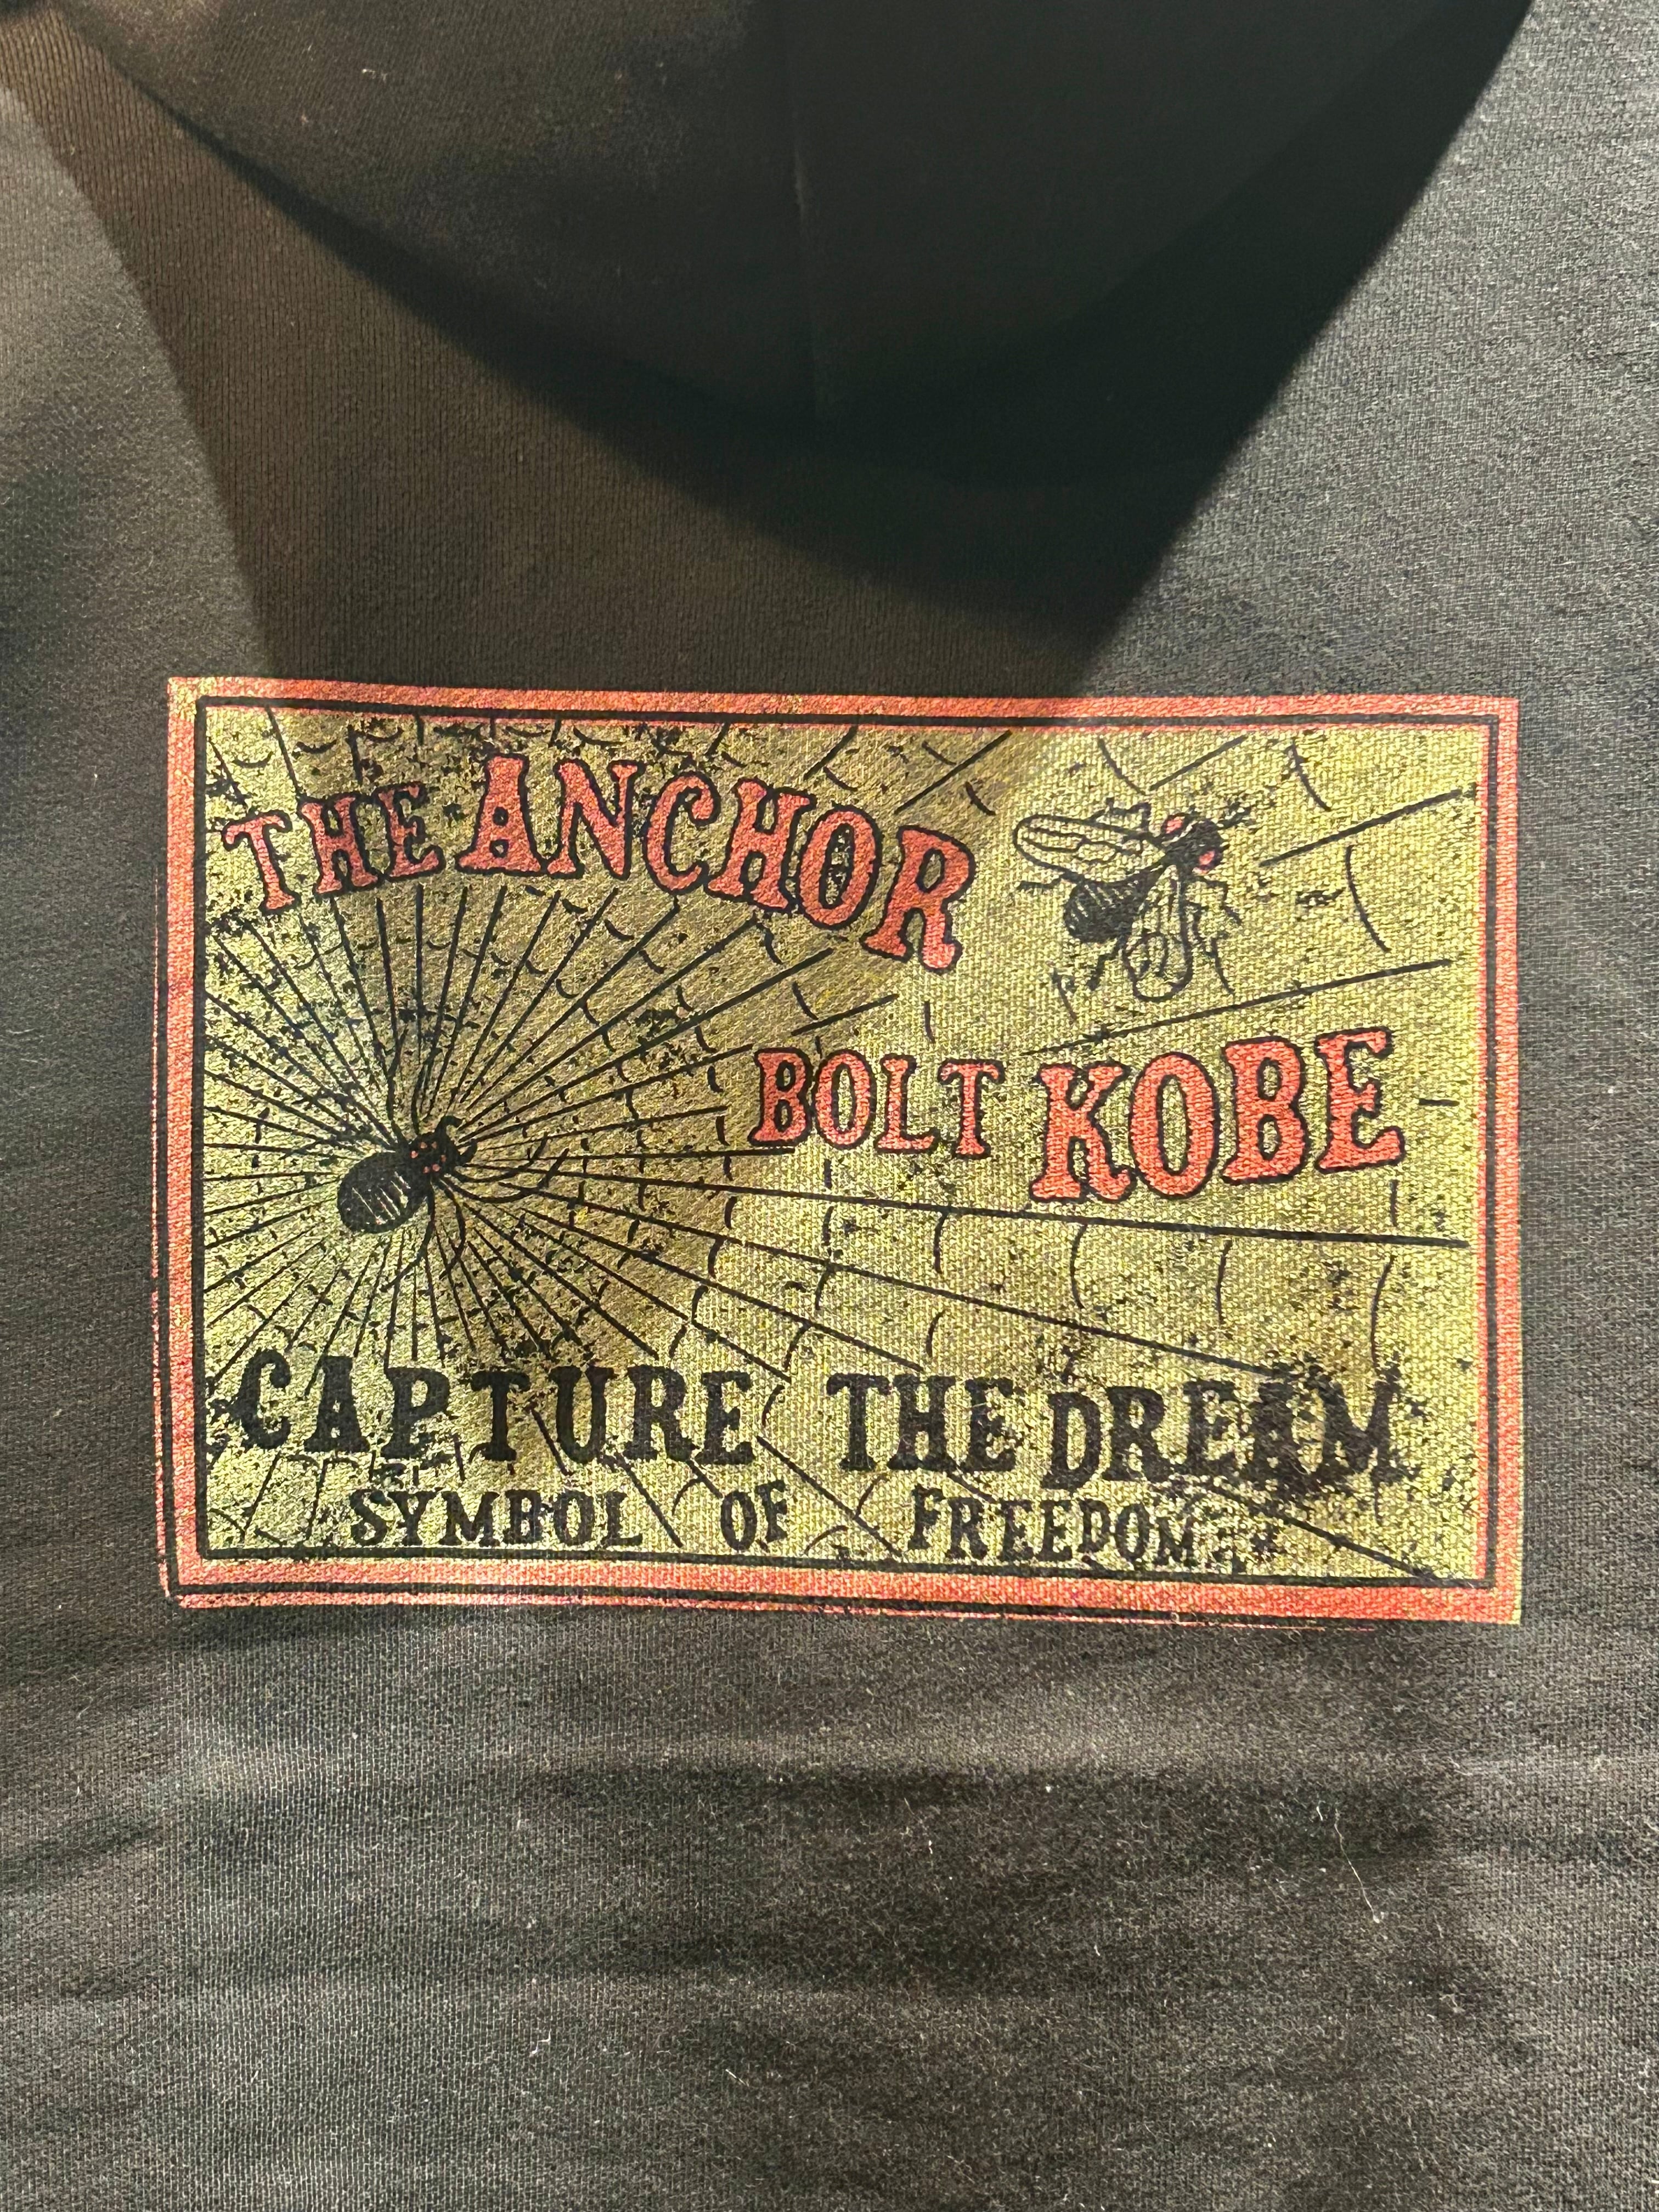 THE ANCHOR
BOLT KOBE
CAPTURE THE DREAM
SYMBOL OF FREEDOM